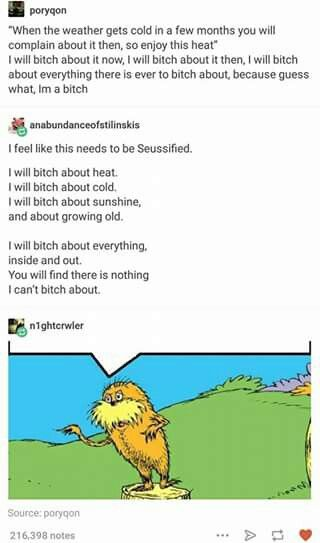 poryqon
"When the weather gets cold in a few months you will
complain about it then, so enjoy this heat"
I will bitch about it now, I will bitch about it then, I will bitch
about everything there is ever to bitch about, because guess
what, Im a bitch
anabundanceofstilinskis
I feel like this needs to be Seussified.
I will bitch about heat.
I will bitch about cold.
I will bitch about sunshine,
and about growing old.
I will bitch about everything,
inside and out.
You will find there is nothing
I can't bitch about.
n1ghtcrwler
Source: poryqon
216,398 notes